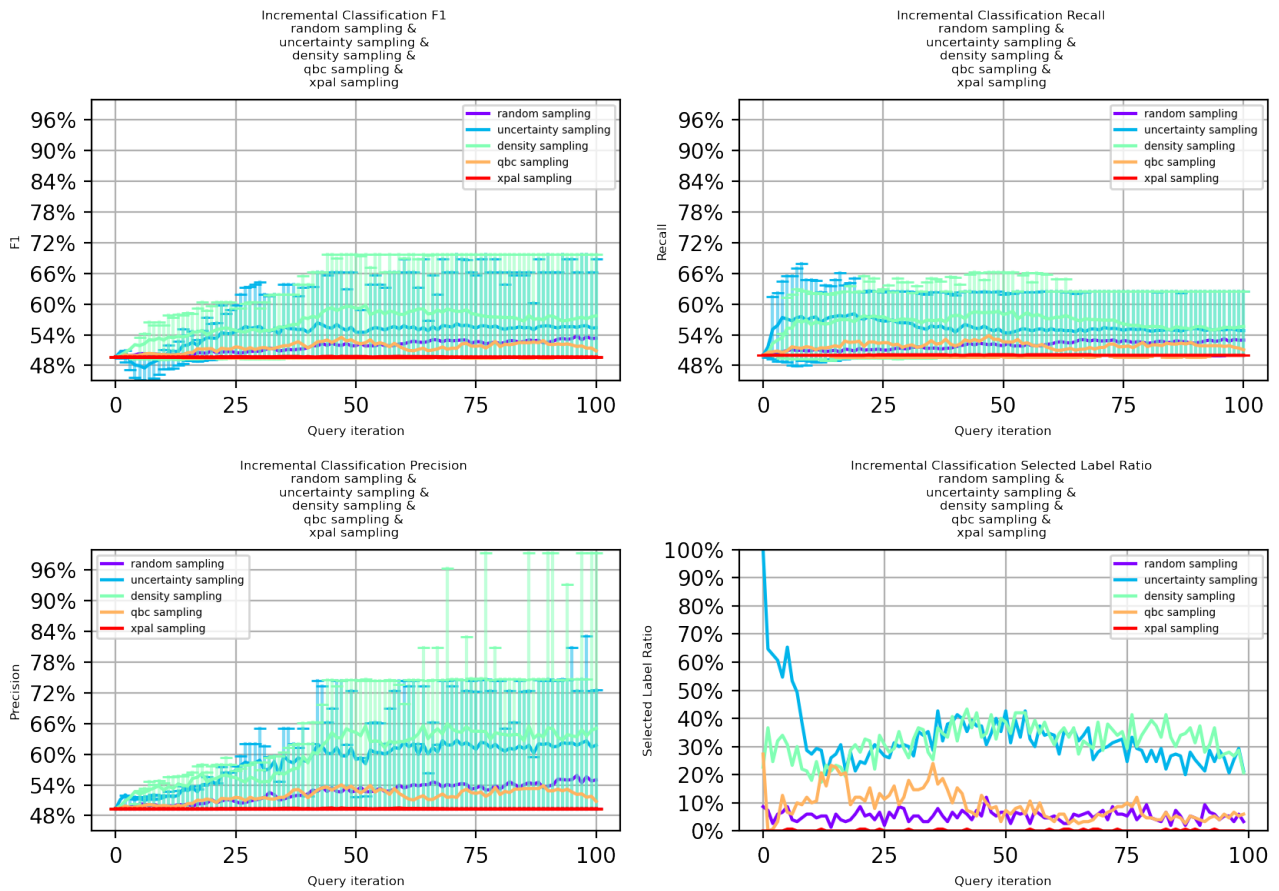 Incremental Classification F1
random sampling &
uncertainty sampling &
density sampling &
qbc sampling &
xpal sampling
96%
90%
84%
78%
72%
66%
60%
54%
48%
F1
random sampling
uncertainty sampling
density sampling
qbc sampling
xpal sampling
0
25
50
75
100
Query iteration
Incremental Classification Recall
random sampling &
uncertainty sampling &
density sampling &
qbc sampling &
xpal sampling
96%
90%
84%
78%
72%
66%
60%
54%
48%
Recall
random sampling
uncertainty sampling
density sampling
qbc sampling
xpal sampling
0
25
50
75
100
Query iteration
Incremental Classification Precision
random sampling &
uncertainty sampling &
density sampling &
qbc sampling &
xpal sampling
96%
90%
84%
78%
72%
66%
60%
54%
48%
Precision
random sampling
uncertainty sampling
density sampling
qbc sampling
xpal sampling
0
25
50
75
100
Query iteration
Incremental Classification Selected Label Ratio
random sampling &
uncertainty sampling &
density sampling &
qbc sampling &
xpal sampling
100%
90%
80%
70%
60%
50%
40%
30%
20%
10%
0%
Selected Label Ratio
random sampling
uncertainty sampling
density sampling
qbc sampling
xpal sampling
0
25
50
75
100
Query iteration